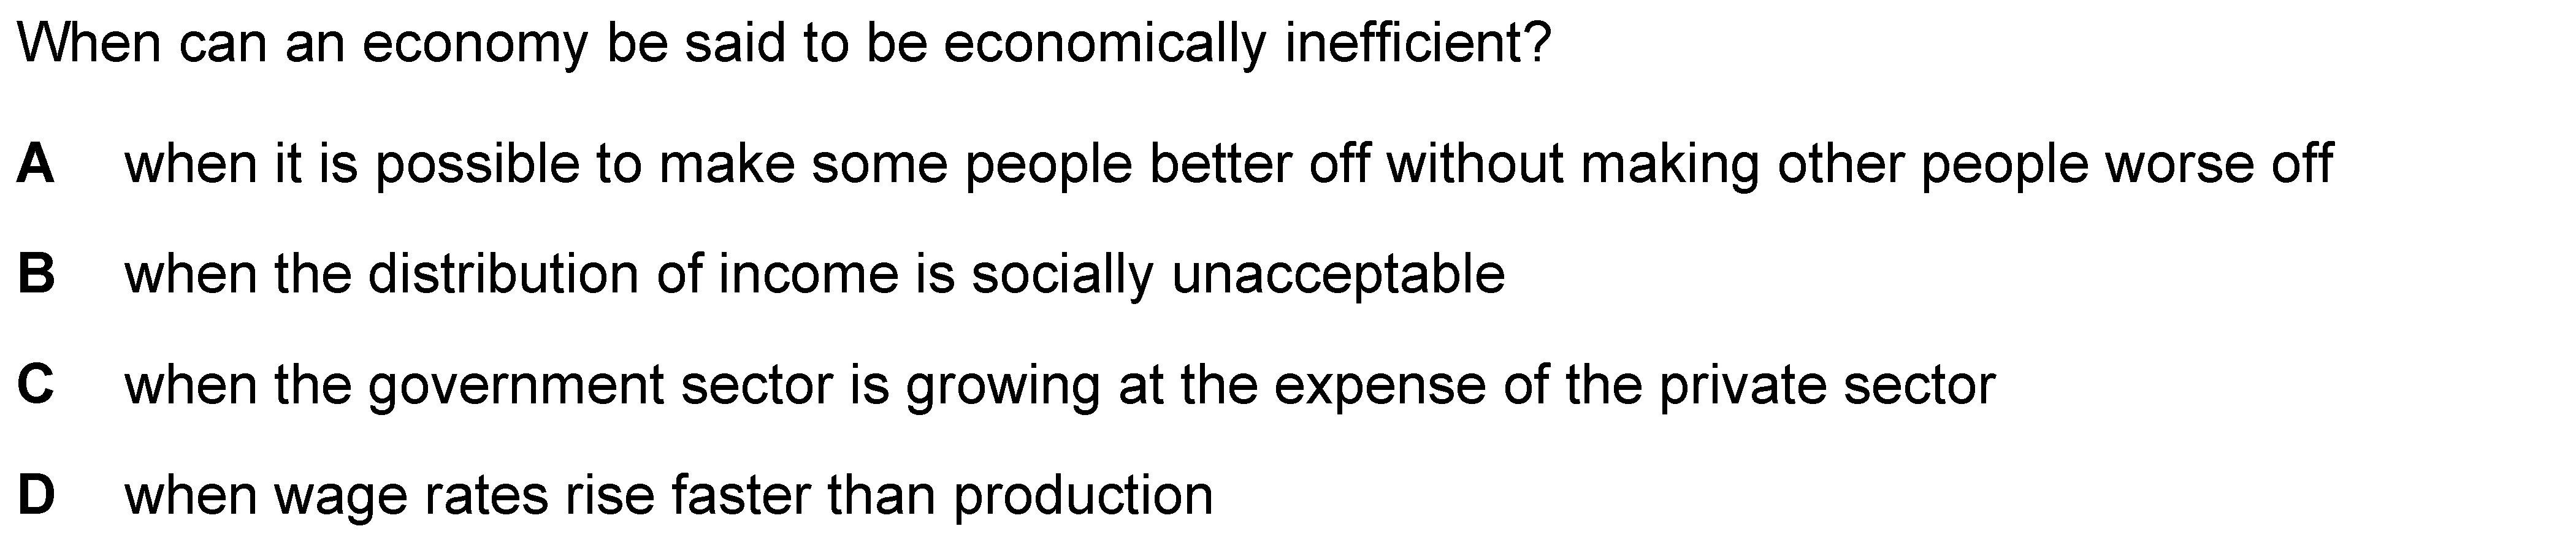 When can an economy be said to be economically inefficient?
A when it is possible to make some people better off without making other people worse off
B when the distribution of income is socially unacceptable
C when the government sector is growing at the expense of the private sector
D when wage rates rise faster than production